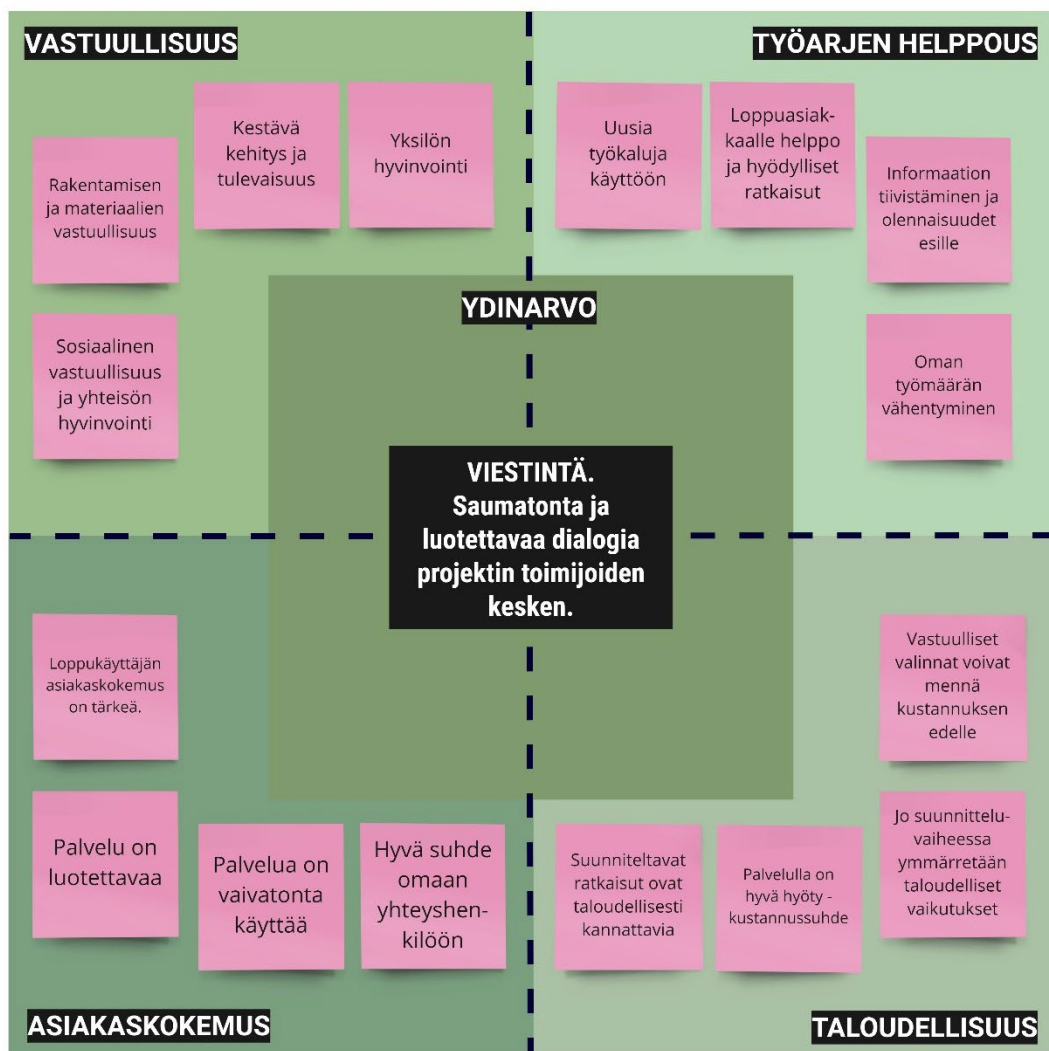 VASTUULLISUUS
Rakentamisen
ja materiaalien
vastuullisuus
Kestävä
kehitys ja
tulevaisuus
Yksilön
hyvinvointi
Sosiaalinen
vastuullisuus
ja yhteisön
hyvinvointi
TYÖARJEN HELPPOUS
Uusia
työkaluja
käyttöön
Loppuasiak-
kaalle helppo
ja hyödylliset
ratkaisut
Informaation
tiivistäminen ja
olennaisuudet
esille
Oman
työmäärän
vähentyminen
YDINARVO
VIESTINTÄ.
Saumatonta ja
luotettavaa dialogia
projektin toimijoiden
kesken.
Loppukäyttäjän
asiakaskokemus
on tärkeä.
Palvelu on
luotettavaa
Palvelua on
vaivatonta
käyttää
Hyvä suhde
omaan
yhteyshen-
kilöön
ASIAKASKOKEMUS
Vastuulliset
valinnat voivat
mennä
kustannuksen
edelle
Suunniteltavat
ratkaisut ovat
taloudellisesti
kannattavia
Palvelulla on
hyvä hyöty -
kustannussuhde
Jo suunnittelu-
vaiheessa
ymmärretään
taloudelliset
vaikutukset
TALOUDELLISUUS